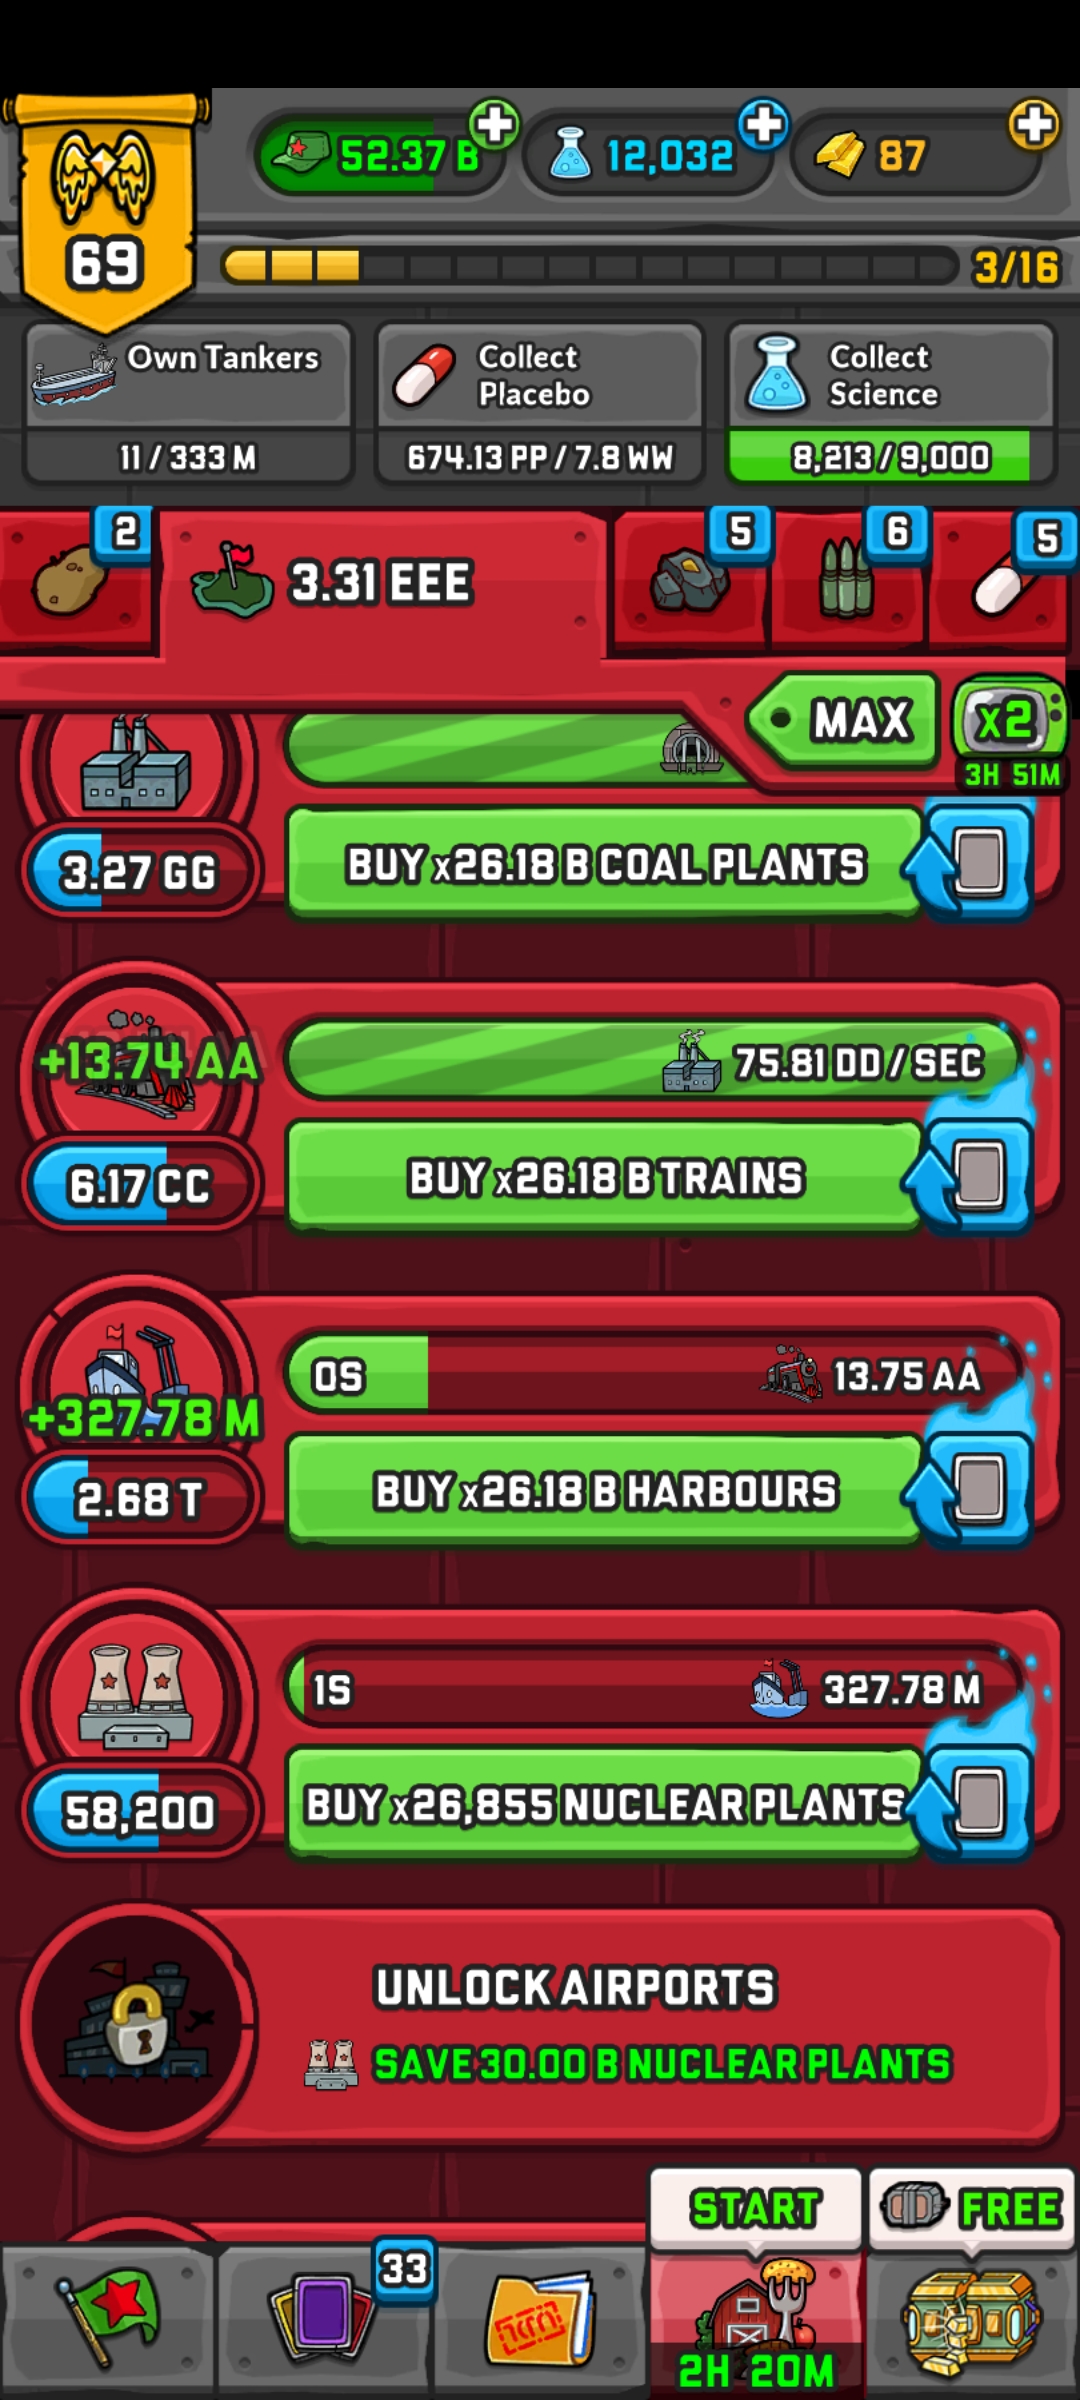 52.37 B
12,032
87
69
3/16
Own Tankers
11 / 333 M
Collect
Placebo
674.13 PP / 7.8 WW
Collect
Science
8,213 / 9,000
2
3.31 EEE
5
6
5
MAX
x2
3H 51M
3.27 GG
BUY x26.18 B COAL PLANTS
+13.74 AA
75.81 DD / SEC
6.17 CC
BUY x26.18 B TRAINS
0S
13.75 AA
+327.78 M
2.68 T
BUY x26.18 B HARBOURS
1S
327.78 M
58,200
BUY x26,855 NUCLEAR PLANTS
UNLOCK AIRPORTS
SAVE 30.00 B NUCLEAR PLANTS
START
FREE
33
2H 20M